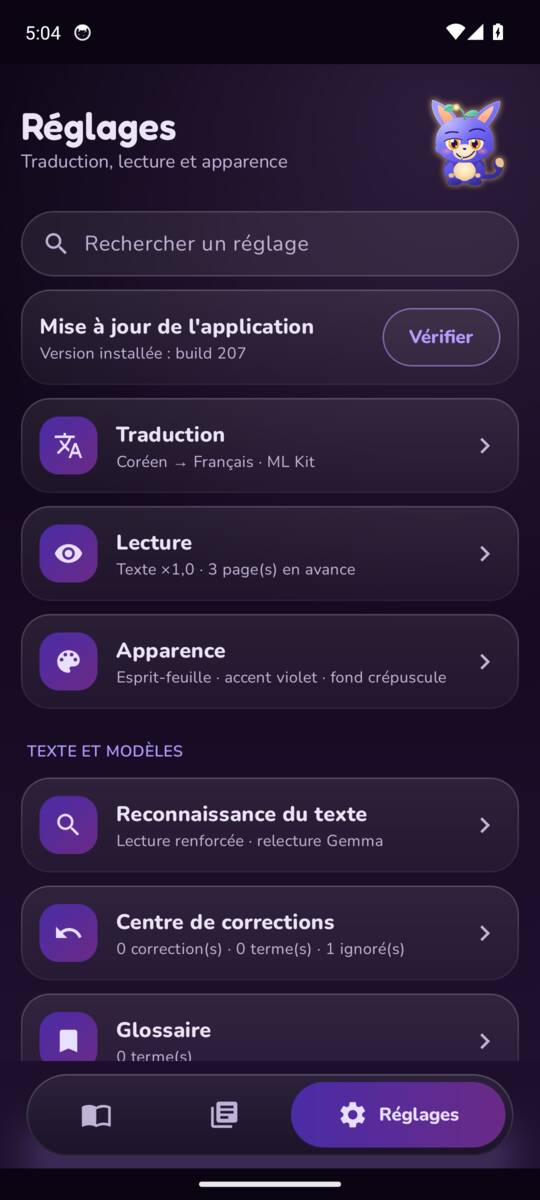 5:04
Réglages
Traduction, lecture et apparence
Rechercher un réglage
Mise à jour de l'application
Version installée : build 207
Vérifier
Traduction
Coréen → Français · ML Kit
Lecture
Texte ×1,0 · 3 page(s) en avance
Apparence
Esprit-feuille · accent violet · fond crépuscule
TEXTE ET MODÈLES
Reconnaissance du texte
Lecture renforcée · relecture Gemma
Centre de corrections
0 correction(s) · 0 terme(s) · 1 ignoré(s)
Glossaire
0 terme(s)
Réglages